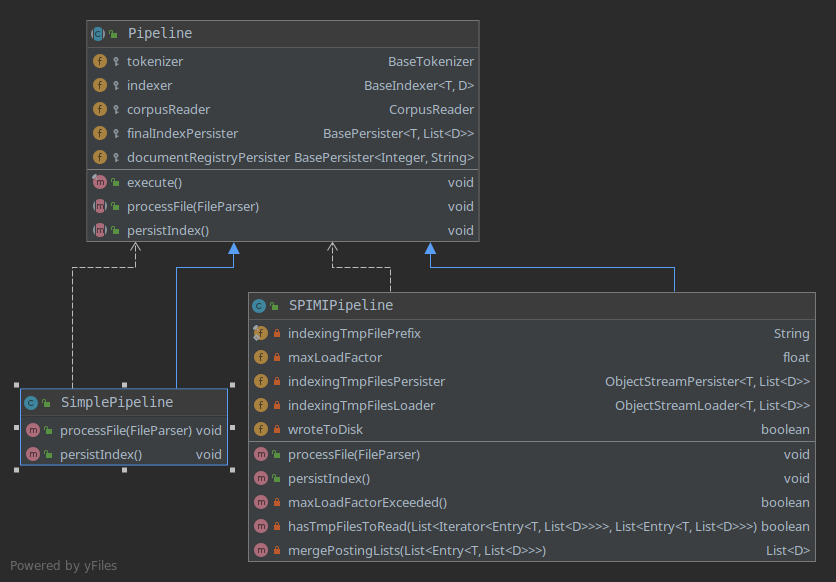 Pipeline
tokenizer BaseTokenizer
indexer BaseIndexer<T, D>
corpusReader CorpusReader
finalIndexPersister BasePersister<T, List<D>>
documentRegistryPersister BasePersister<Integer, String>
execute() void
processFile(FileParser) void
persistIndex() void
SPIMIPipeline
indexingTmpFilePrefix String
maxLoadFactor float
indexingTmpFilesPersister ObjectStreamPersister<T, List<D>>
indexingTmpFilesLoader ObjectStreamLoader<T, List<D>>
wroteToDisk boolean
processFile(FileParser) void
persistIndex() void
maxLoadFactorExceeded() boolean
hasTmpFilesToRead(List<Iterator<Entry<T, List<D>>>>, List<Entry<T, List<D>>>) boolean
mergePostingLists(List<Entry<T, List<D>>>) List<D>
SimplePipeline
processFile(FileParser) void
persistIndex() void
Powered by yFiles